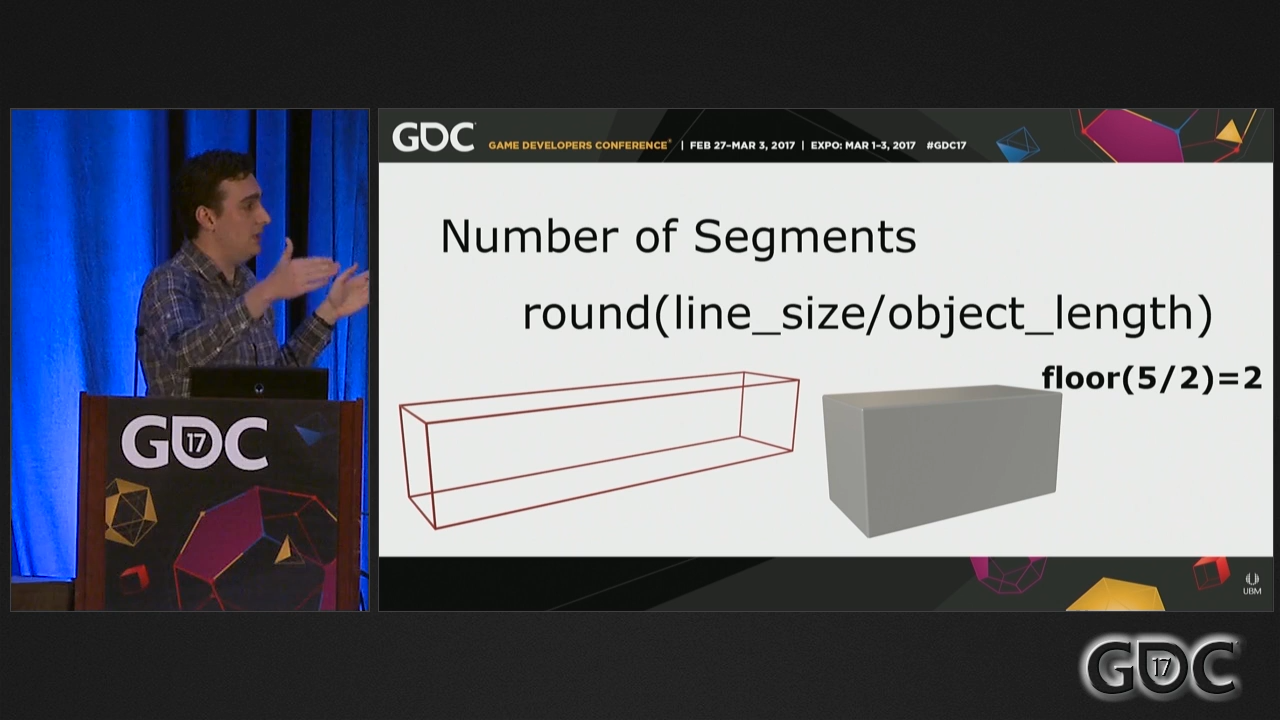 GDC
GAME DEVELOPERS CONFERENCE® | FEB 27–MAR 3, 2017 | EXPO: MAR 1–3, 2017 #GDC17
Number of Segments
round(line_size/object_length)
floor(5/2)=2
GDC
17
UBM
GDC
17